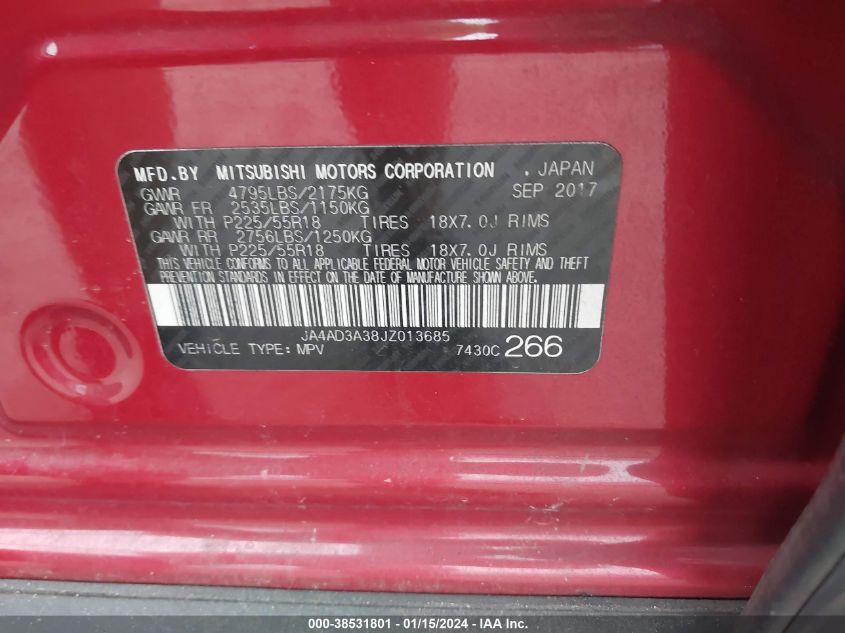 MFD.BY MITSUBISHI MOTORS CORPORATION . JAPAN
GVWR 4795LBS/2175KG SEP 2017
GAWR FR 2535LBS/1150KG
WITH P225/55R18 TIRES 18X7.0J RIMS
GAWR RR 2756LBS/1250KG
WITH P225/55R18 TIRES 18X7.0J RIMS
THIS VEHICLE CONFORMS TO ALL APPLICABLE FEDERAL MOTOR VEHICLE SAFETY AND THEFT
PREVENTION STANDARDS IN EFFECT ON THE DATE OF MANUFACTURE SHOWN ABOVE.
JA4AD3A38JZ013685
VEHICLE TYPE: MPV 7430C 266
000-38531801 - 01/15/2024 - 1/15 - IAA Inc.